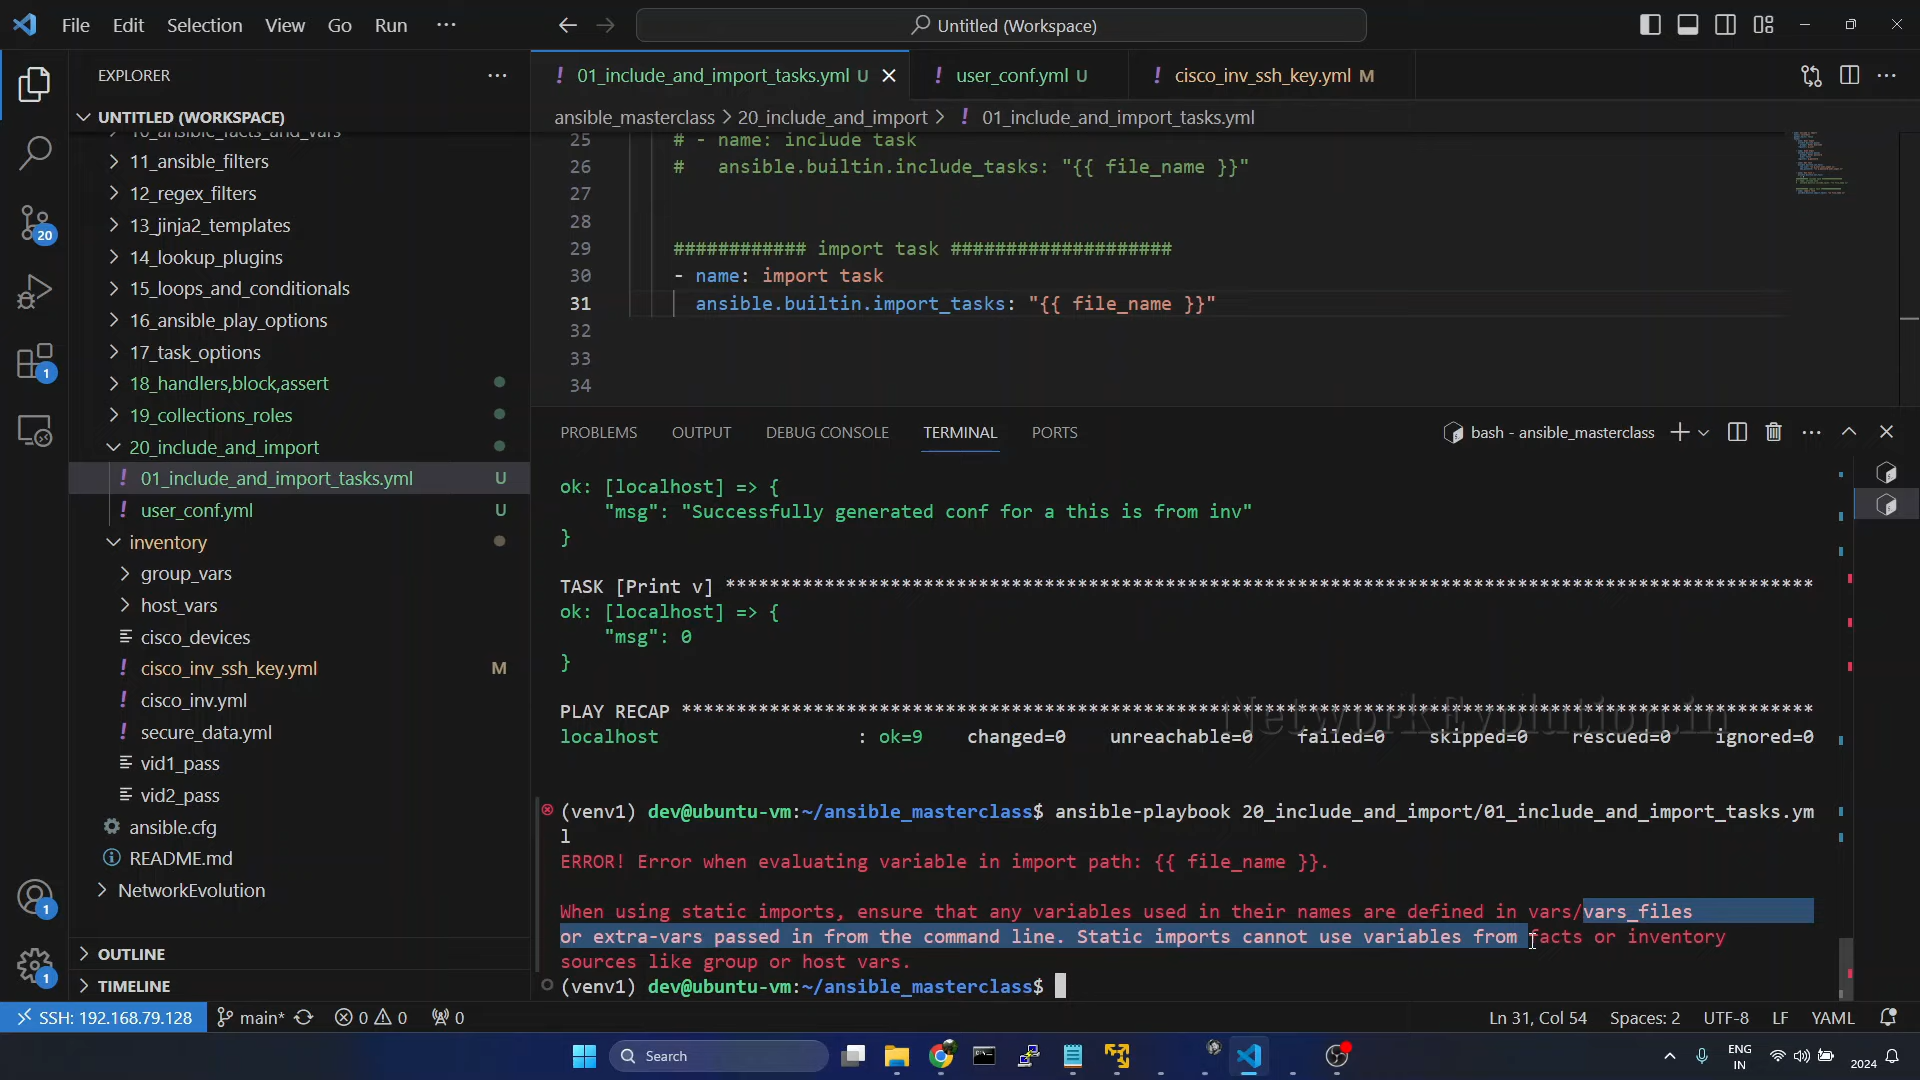 File Edit Selection View Go Run ···
Untitled (Workspace)
EXPLORER
UNTITLED (WORKSPACE)
10_ansible_facts_and_vars
11_ansible_filters
12_regex_filters
13_jinja2_templates
14_lookup_plugins
15_loops_and_conditionals
16_ansible_play_options
17_task_options
18_handlers,block,assert
19_collections_roles
20_include_and_import
! 01_include_and_import_tasks.yml U
! user_conf.yml U
inventory
group_vars
host_vars
cisco_devices
! cisco_inv_ssh_key.yml M
! cisco_inv.yml
! secure_data.yml
vid1_pass
vid2_pass
ansible.cfg
README.md
NetworkEvolution
OUTLINE
TIMELINE
20
1
1
1
! 01_include_and_import_tasks.yml U
! user_conf.yml U
! cisco_inv_ssh_key.yml M
ansible_masterclass > 20_include_and_import > ! 01_include_and_import_tasks.yml
25 # - name: include task
26 #   ansible.builtin.include_tasks: "{{ file_name }}"
27
28
29 ############ import task ####################
30 - name: import task
31 ansible.builtin.import_tasks: "{{ file_name }}"
32
33
34
PROBLEMS OUTPUT DEBUG CONSOLE TERMINAL PORTS
bash - ansible_masterclass
ok: [localhost] => {
"msg": "Successfully generated conf for a this is from inv"
}
TASK [Print v] ***************************************************************************************************
ok: [localhost] => {
"msg": 0
}
PLAY RECAP *******************************************************************************************************
NetworkEvolution.in
localhost : ok=9 changed=0 unreachable=0 failed=0 skipped=0 rescued=0 ignored=0
(venv1) dev@ubuntu-vm:~/ansible_masterclass$ ansible-playbook 20_include_and_import/01_include_and_import_tasks.ym
l
ERROR! Error when evaluating variable in import path: {{ file_name }}.
When using static imports, ensure that any variables used in their names are defined in vars/vars_files
or extra-vars passed in from the command line. Static imports cannot use variables from facts or inventory
sources like group or host vars.
(venv1) dev@ubuntu-vm:~/ansible_masterclass$
SSH: 192.168.79.128 main* 0 0 0
Ln 31, Col 54 Spaces: 2 UTF-8 LF YAML
Search
ENG
IN
2024